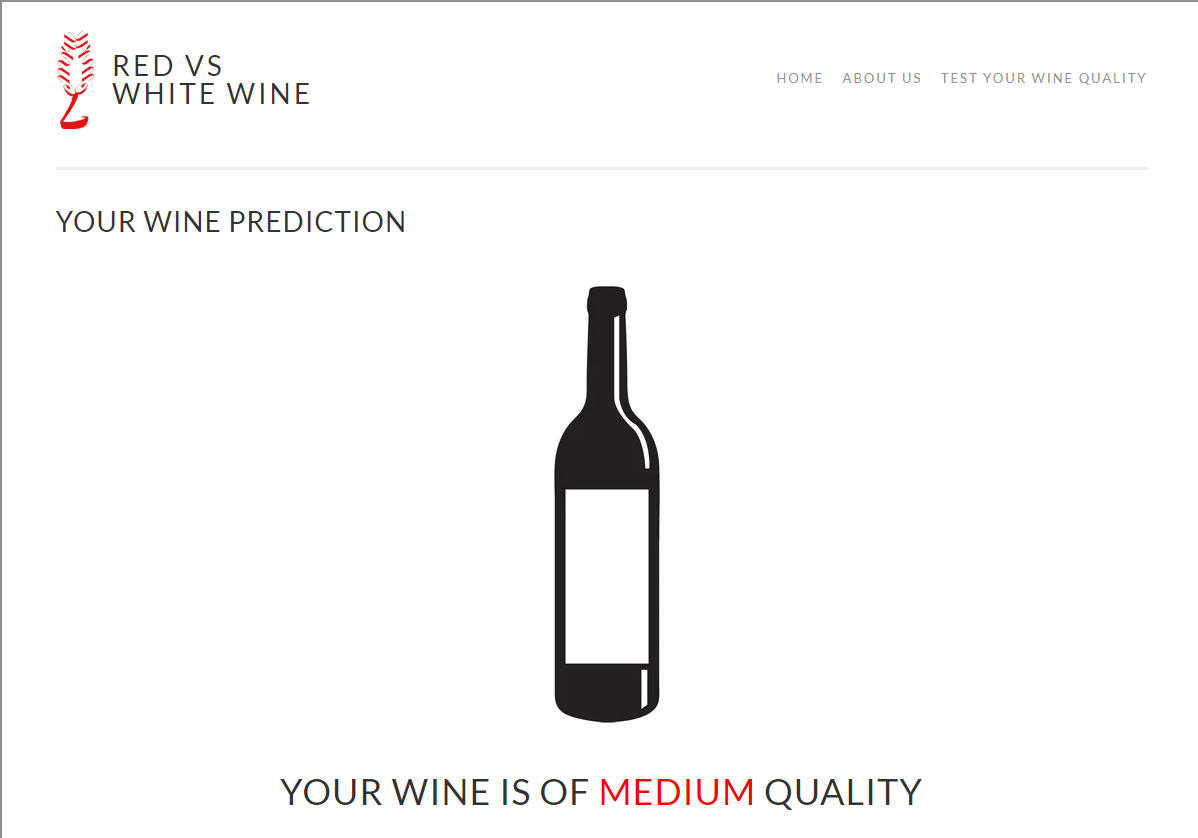 RED VS
WHITE WINE
HOME ABOUT US TEST YOUR WINE QUALITY
YOUR WINE PREDICTION
YOUR WINE IS OF MEDIUM QUALITY